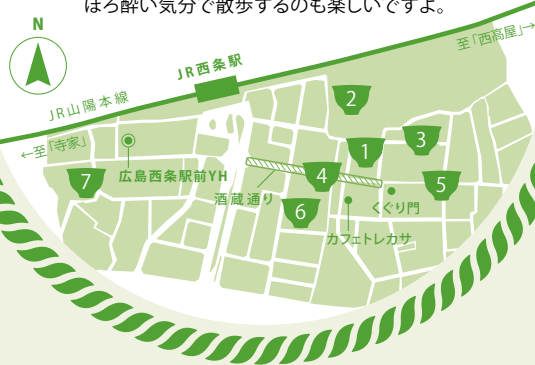 ほろ酔い気分で散歩するのも楽しいですよ。
N
至「西高屋」→
JR西条駅
JR山陽本線
←至「寺家」
広島西条駅前YH
酒蔵通り
くぐり門
カフェトレカサ
1
2
3
4
5
6
7